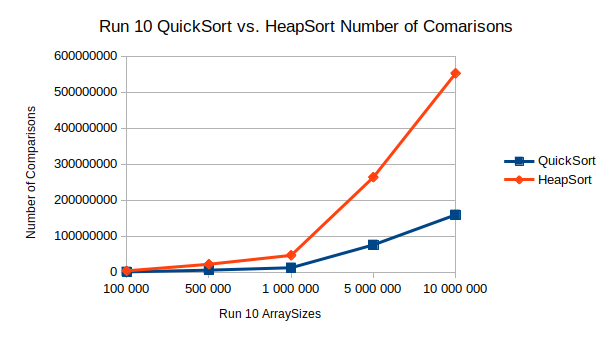 Run 10 QuickSort vs. HeapSort Number of Comarisons
600000000
500000000
400000000
300000000
200000000
100000000
0
Number of Comparisons
100 000 500 000 1 000 000 5 000 000 10 000 000
Run 10 ArraySizes
QuickSort
HeapSort